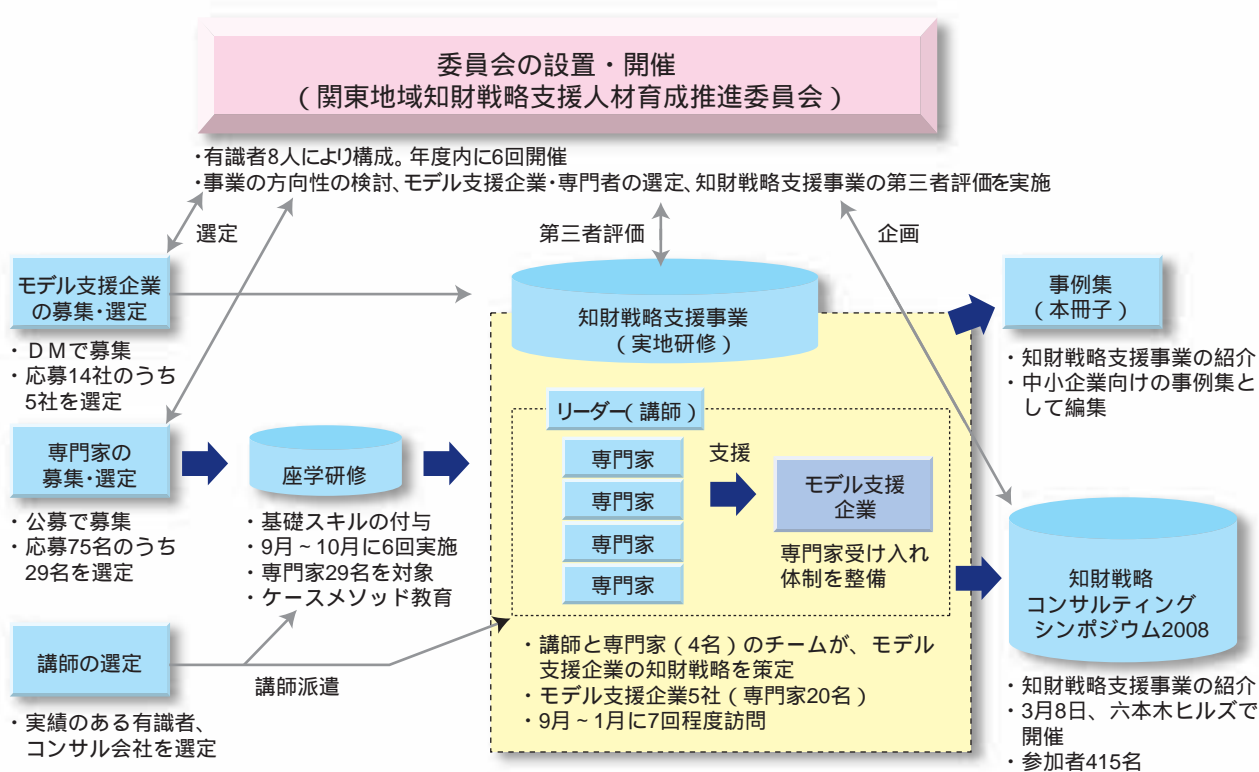 委員会の設置・開催
(関東地域知財戦略支援人材育成推進委員会)
・有識者8人により構成。年度内に6回開催
・事業の方向性の検討、モデル支援企業・専門者の選定、知財戦略支援事業の第三者評価を実施
選定
第三者評価
企画
モデル支援企業
の募集・選定
・DMで募集
・応募14社のうち
5社を選定
専門家の
募集・選定
・公募で募集
・応募75名のうち
29名を選定
座学研修
・基礎スキルの付与
・9月~10月に6回実施
・専門家29名を対象
・ケースメソッド教育
講師の選定
講師派遣
・実績のある有識者、
コンサル会社を選定
知財戦略支援事業
(実地研修)
リーダー(講師)
専門家
専門家
専門家
専門家
支援
モデル支援
企業
専門家受け入れ
体制を整備
・講師と専門家(4名)のチームが、モデル
支援企業の知財戦略を策定
・モデル支援企業5社(専門家20名)
・9月~1月に7回程度訪問
事例集
(本冊子)
・知財戦略支援事業の紹介
・中小企業向けの事例集と
して編集
知財戦略
コンサルティング
シンポジウム2008
・知財戦略支援事業の紹介
・3月8日、六本木ヒルズで
開催
・参加者415名